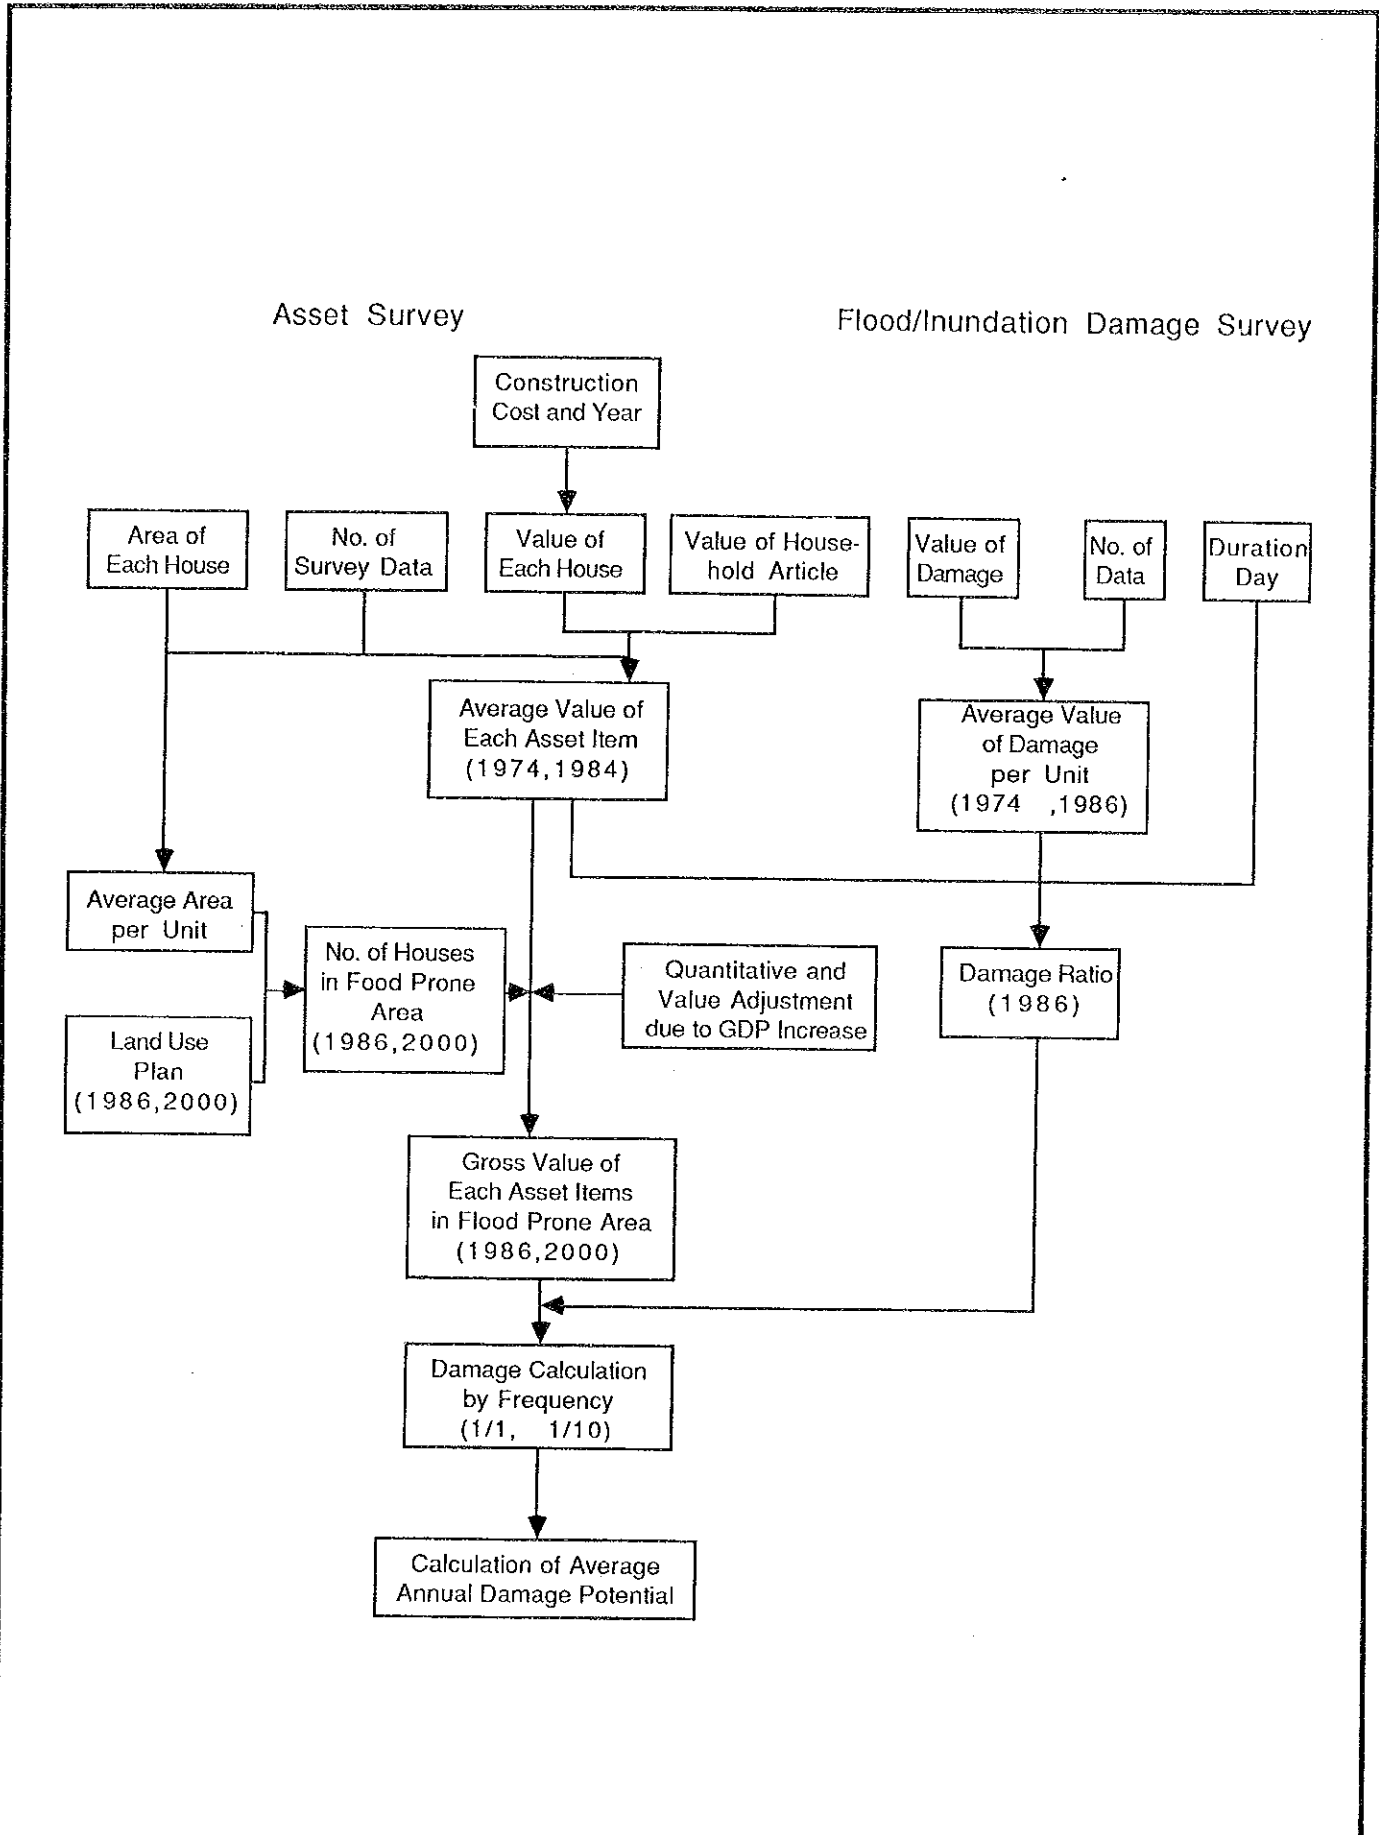 Asset Survey
Flood/Inundation Damage Survey
Construction
Cost and Year
Area of
Each House
No. of
Survey Data
Value of
Each House
Value of House-
hold Article
Value of
Damage
No. of
Data
Duration
Day
Average Value of
Each Asset Item
(1974,1984)
Average Value
of Damage
per Unit
(1974 ,1986)
Average Area
per Unit
No. of Houses
in Food Prone
Area
(1986,2000)
Quantitative and
Value Adjustment
due to GDP Increase
Damage Ratio
(1986)
Land Use
Plan
(1986,2000)
Gross Value of
Each Asset Items
in Flood Prone Area
(1986,2000)
Damage Calculation
by Frequency
(1/1, 1/10)
Calculation of Average
Annual Damage Potential